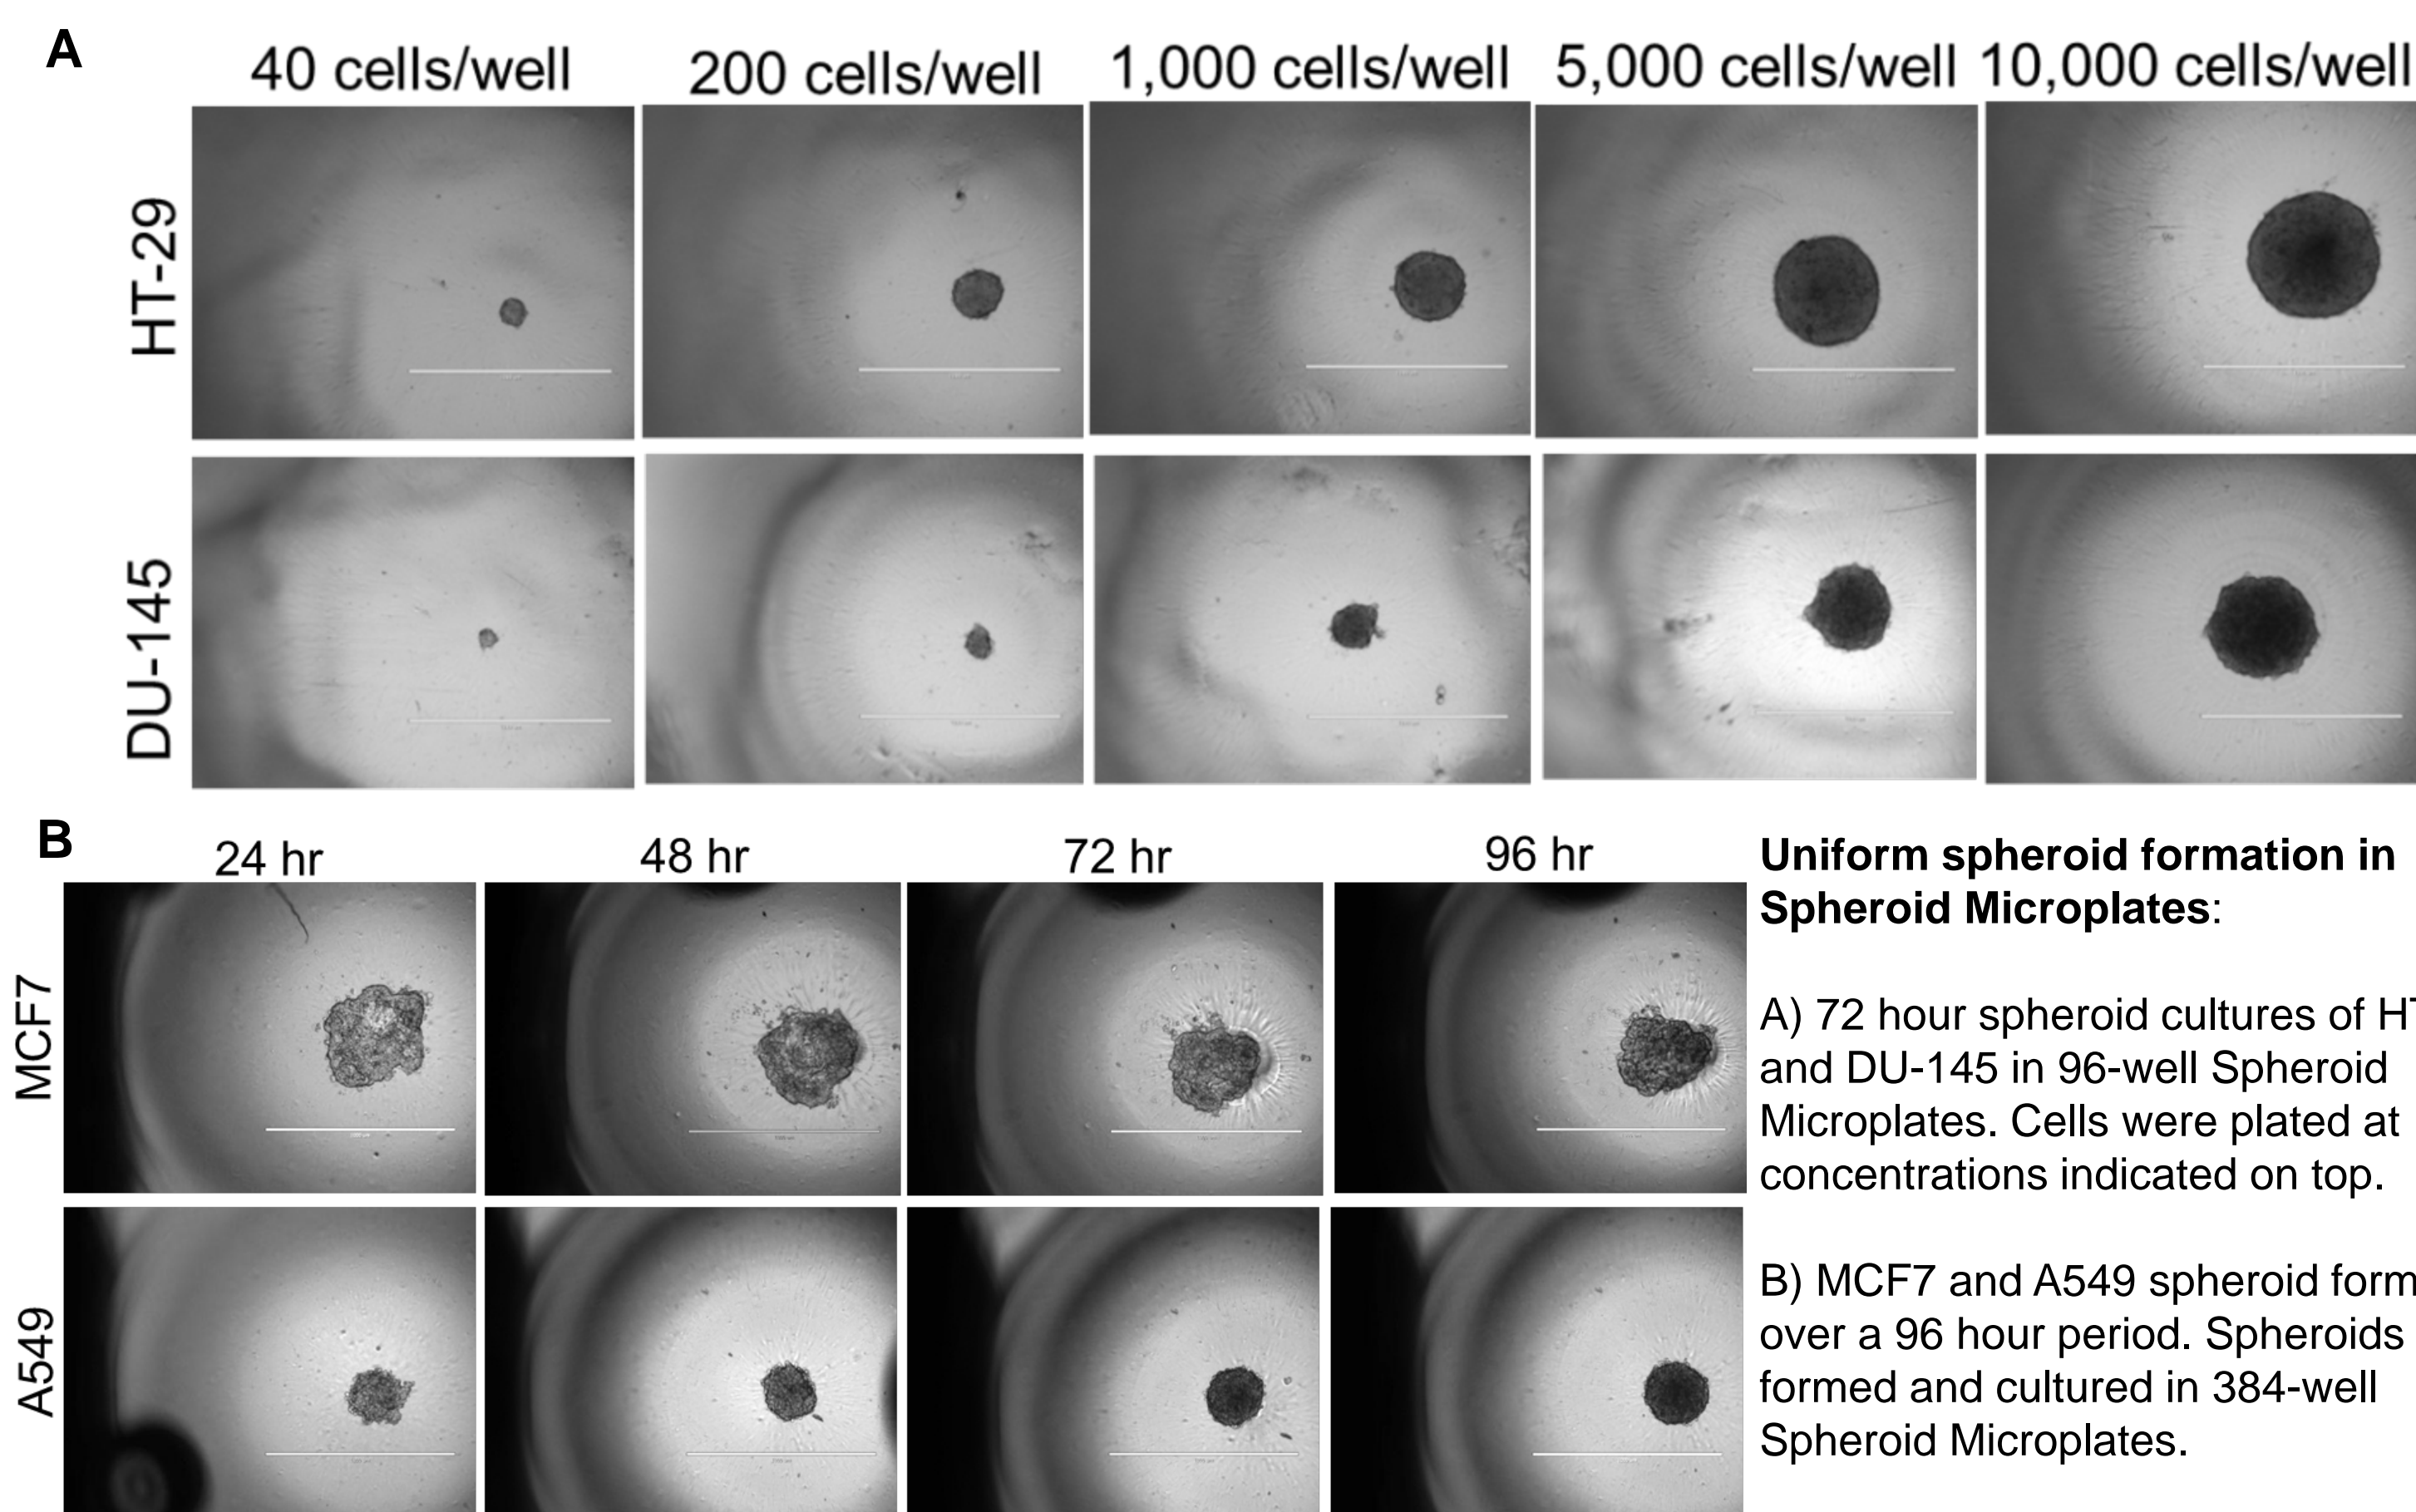 A
40 cells/well 200 cells/well 1,000 cells/well 5,000 cells/well 10,000 cells/well
HT-29
DU-145
B
24 hr 48 hr 72 hr 96 hr
MCF7
A549
Uniform spheroid formation in
Spheroid Microplates:
A) 72 hour spheroid cultures of HT
and DU-145 in 96-well Spheroid
Microplates. Cells were plated at
concentrations indicated on top.
B) MCF7 and A549 spheroid form
over a 96 hour period. Spheroids
formed and cultured in 384-well
Spheroid Microplates.